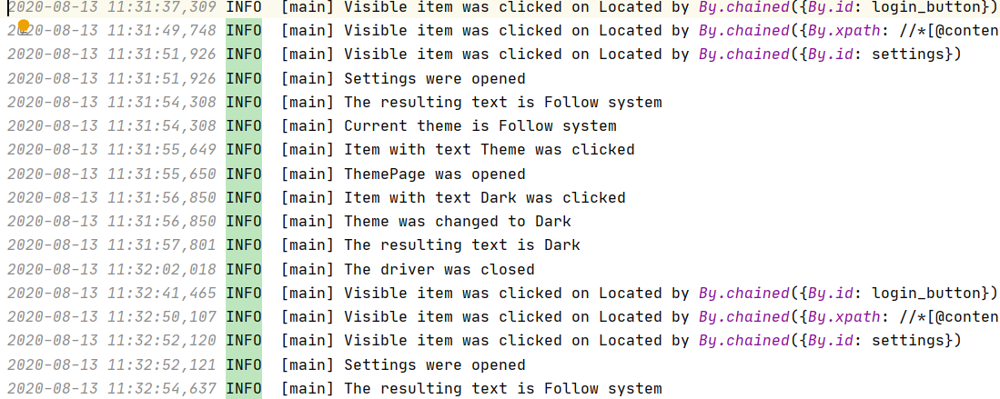 2020-08-13 11:31:37,309 INFO  [main] Visible item was clicked on Located by By.chained({By.id: login_button})
2020-08-13 11:31:49,748 INFO  [main] Visible item was clicked on Located by By.chained({By.xpath: //*[@conten
2020-08-13 11:31:51,926 INFO  [main] Visible item was clicked on Located by By.chained({By.id: settings})
2020-08-13 11:31:51,926 INFO  [main] Settings were opened
2020-08-13 11:31:54,308 INFO  [main] The resulting text is Follow system
2020-08-13 11:31:54,308 INFO  [main] Current theme is Follow system
2020-08-13 11:31:55,649 INFO  [main] Item with text Theme was clicked
2020-08-13 11:31:55,650 INFO  [main] ThemePage was opened
2020-08-13 11:31:56,850 INFO  [main] Item with text Dark was clicked
2020-08-13 11:31:56,850 INFO  [main] Theme was changed to Dark
2020-08-13 11:31:57,801 INFO  [main] The resulting text is Dark
2020-08-13 11:32:02,018 INFO  [main] The driver was closed
2020-08-13 11:32:41,465 INFO  [main] Visible item was clicked on Located by By.chained({By.id: login_button})
2020-08-13 11:32:50,107 INFO  [main] Visible item was clicked on Located by By.chained({By.xpath: //*[@conten
2020-08-13 11:32:52,120 INFO  [main] Visible item was clicked on Located by By.chained({By.id: settings})
2020-08-13 11:32:52,121 INFO  [main] Settings were opened
2020-08-13 11:32:54,637 INFO  [main] The resulting text is Follow system